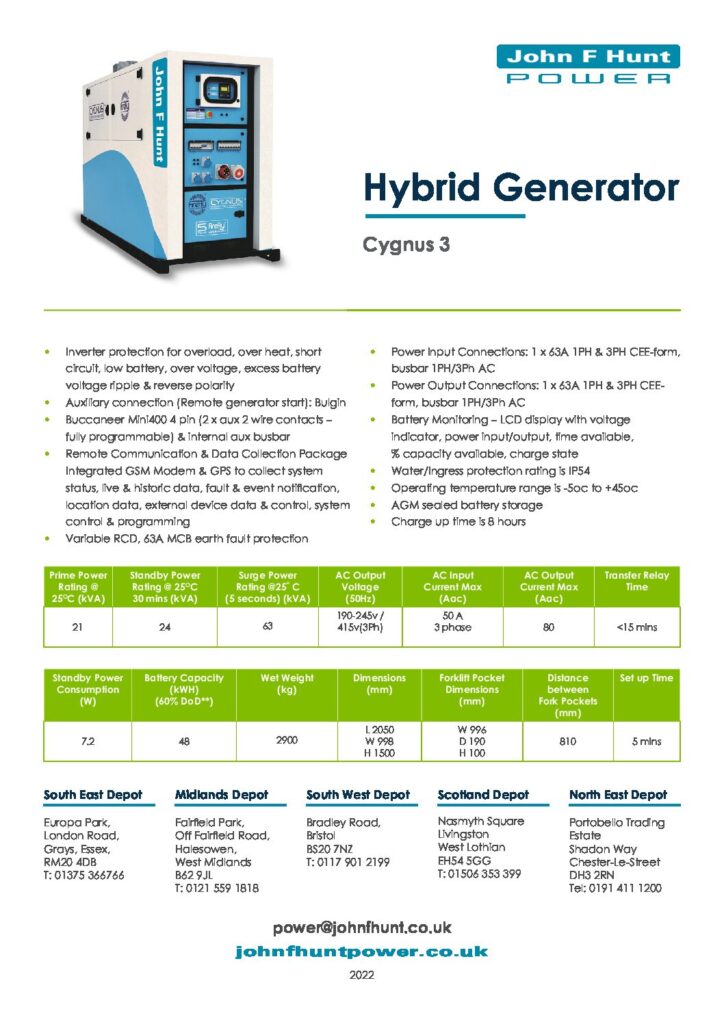 John F Hunt
POWER
John F Hunt
CYGNUS
CYGNUS
firefly
Hybrid Generator
Cygnus 3
• Inverter protection for overload, over heat, short
circuit, low battery, over voltage, excess battery
voltage ripple & reverse polarity
• Auxiliary connection (Remote generator start): Bulgin
• Buccaneer Mini400 4 pin (2 x aux 2 wire contacts –
fully programmable) & internal aux busbar
• Remote Communication & Data Collection Package
Integrated GSM Modem & GPS to collect system
status, live & historic data, fault & event notification,
location data, external device data & control, system
control & programming
• Variable RCD, 63A MCB earth fault protection
• Power Input Connections: 1 x 63A 1PH & 3PH CEE-form,
busbar 1PH/3Ph AC
• Power Output Connections: 1 x 63A 1PH & 3PH CEE-
form, busbar 1PH/3Ph AC
• Battery Monitoring – LCD display with voltage
indicator, power input/output, time available,
% capacity available, charge state
• Water/Ingress protection rating is IP54
• Operating temperature range is -5oc to +45oc
• AGM sealed battery storage
• Charge up time is 8 hours
Prime Power
Rating @
25°C (kVA)
Standby Power
Rating @ 25°C
30 mins (kVA)
Surge Power
Rating @25° C
(5 seconds) (kVA)
AC Output
Voltage
(50Hz)
AC Input
Current Max
(Aac)
AC Output
Current Max
(Aac)
Transfer Relay
Time
21
24
63
190-245v /
415v(3Ph)
50 A
3 phase
80
<15 mins
Standby Power
Consumption
(W)
Battery Capacity
(kWH)
(60% DoD**)
Wet Weight
(kg)
Dimensions
(mm)
Forklift Pocket
Dimensions
(mm)
Distance
between
Fork Pockets
(mm)
Set up Time
7.2
48
2900
L 2050
W 998
H 1500
W 996
D 190
H 100
810
5 mins
South East Depot
Europa Park,
London Road,
Grays, Essex,
RM20 4DB
T: 01375 366766
Midlands Depot
Fairfield Park,
Off Fairfield Road,
Halesowen,
West Midlands
B62 9JL
T: 0121 559 1818
South West Depot
Bradley Road,
Bristol
BS20 7NZ
T: 0117 901 2199
Scotland Depot
Nasmyth Square
Livingston
West Lothian
EH54 5GG
T: 01506 353 399
North East Depot
Portobello Trading
Estate
Shadon Way
Chester-Le-Street
DH3 2RN
Tel: 0191 411 1200
power@johnfhunt.co.uk
johnfhuntpower.co.uk
2022